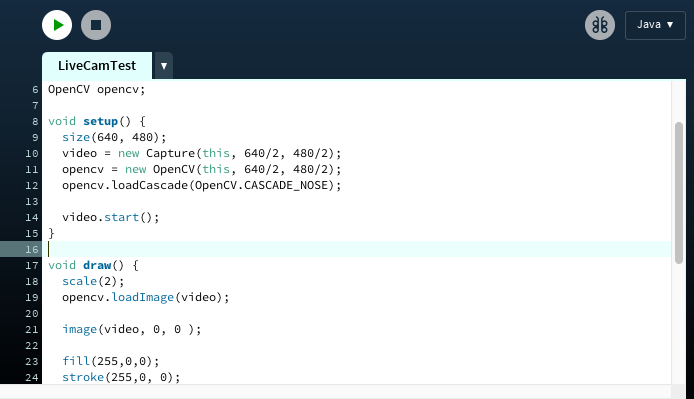 Java ▼
LiveCamTest ▼
6 OpenCV opencv;
7
8 void setup() {
9   size(640, 480);
10   video = new Capture(this, 640/2, 480/2);
11   opencv = new OpenCV(this, 640/2, 480/2);
12   opencv.loadCascade(OpenCV.CASCADE_NOSE);
13
14   video.start();
15 }
16
17 void draw() {
18   scale(2);
19   opencv.loadImage(video);
20
21   image(video, 0, 0 );
22
23   fill(255,0,0);
24   stroke(255,0, 0);